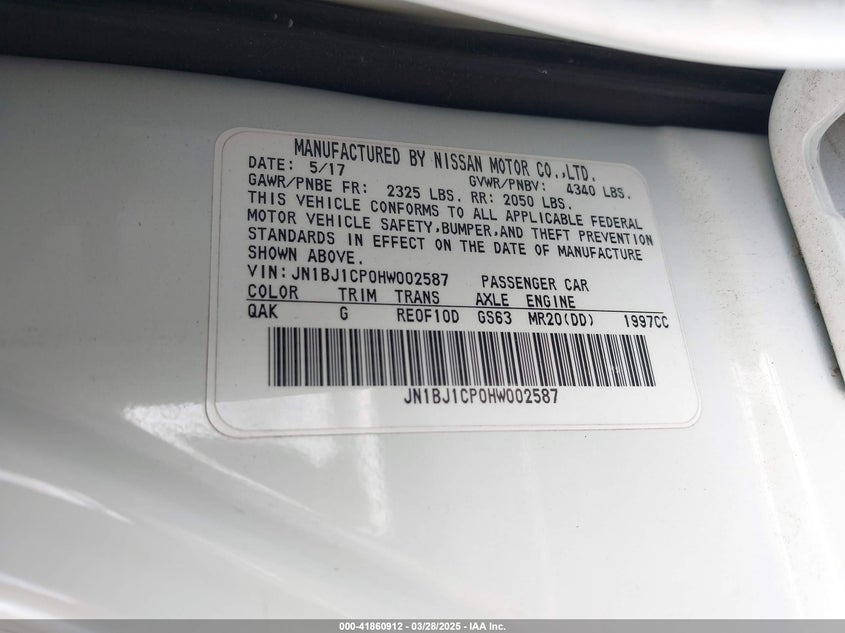 MANUFACTURED BY NISSAN MOTOR CO.,LTD.
DATE: 5/17 GVWR/PNBV: 4340 LBS.
GAWR/PNBE FR: 2325 LBS. RR: 2050 LBS.
THIS VEHICLE CONFORMS TO ALL APPLICABLE FEDERAL
MOTOR VEHICLE SAFETY,BUMPER,AND THEFT PREVENTION
STANDARDS IN EFFECT ON THE DATE OF MANUFACTURE
SHOWN ABOVE.
VIN:JN1BJ1CP0HW002587 PASSENGER CAR
COLOR TRIM TRANS AXLE ENGINE
QAK G RE0F10D GS63 MR20(DD) 1997CC
JN1BJ1CP0HW002587
000-41860912 - 03/28/2025 - IAA Inc.